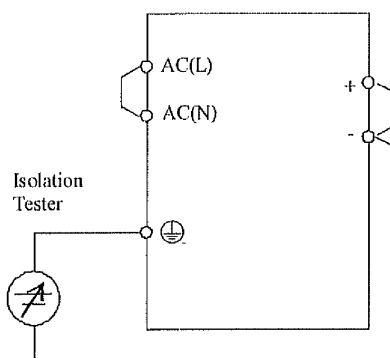 AC(L)
AC(N)
+
-
Isolation
Tester